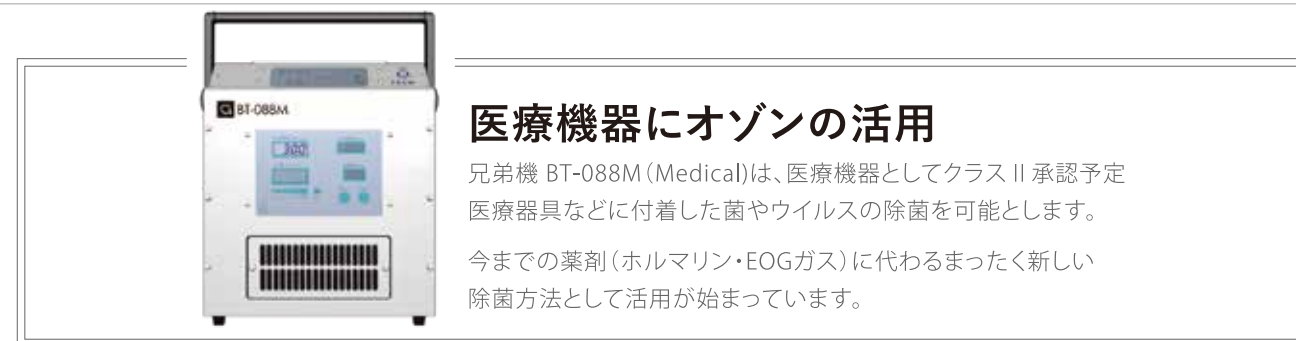 BT-088M
300
医療機器にオゾンの活用
兄弟機 BT-088M(Medical)は、医療機器としてクラスⅡ承認予定
医療器具などに付着した菌やウイルスの除菌を可能とします。
今までの薬剤(ホルマリン・EOGガス)に代わるまったく新しい
除菌方法として活用が始まっています。